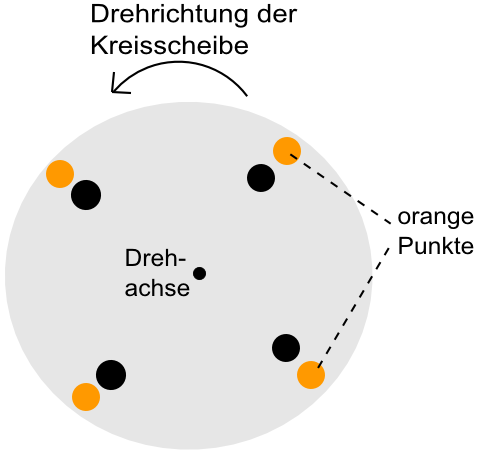 Drehrichtung der
Kreisscheibe
orange
Punkte
Dreh-
achse